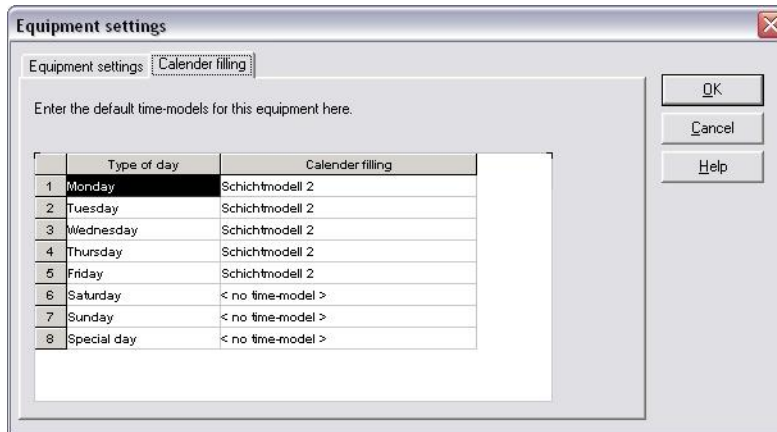 Equipment settings
Equipment settings Calender filling
OK
Enter the default time-models for this equipment here.
Cancel
Help
Type of day Calender filling
1 Monday Schichtmodell 2
2 Tuesday Schichtmodell 2
3 Wednesday Schichtmodell 2
4 Thursday Schichtmodell 2
5 Friday Schichtmodell 2
6 Saturday < no time-model >
7 Sunday < no time-model >
8 Special day < no time-model >